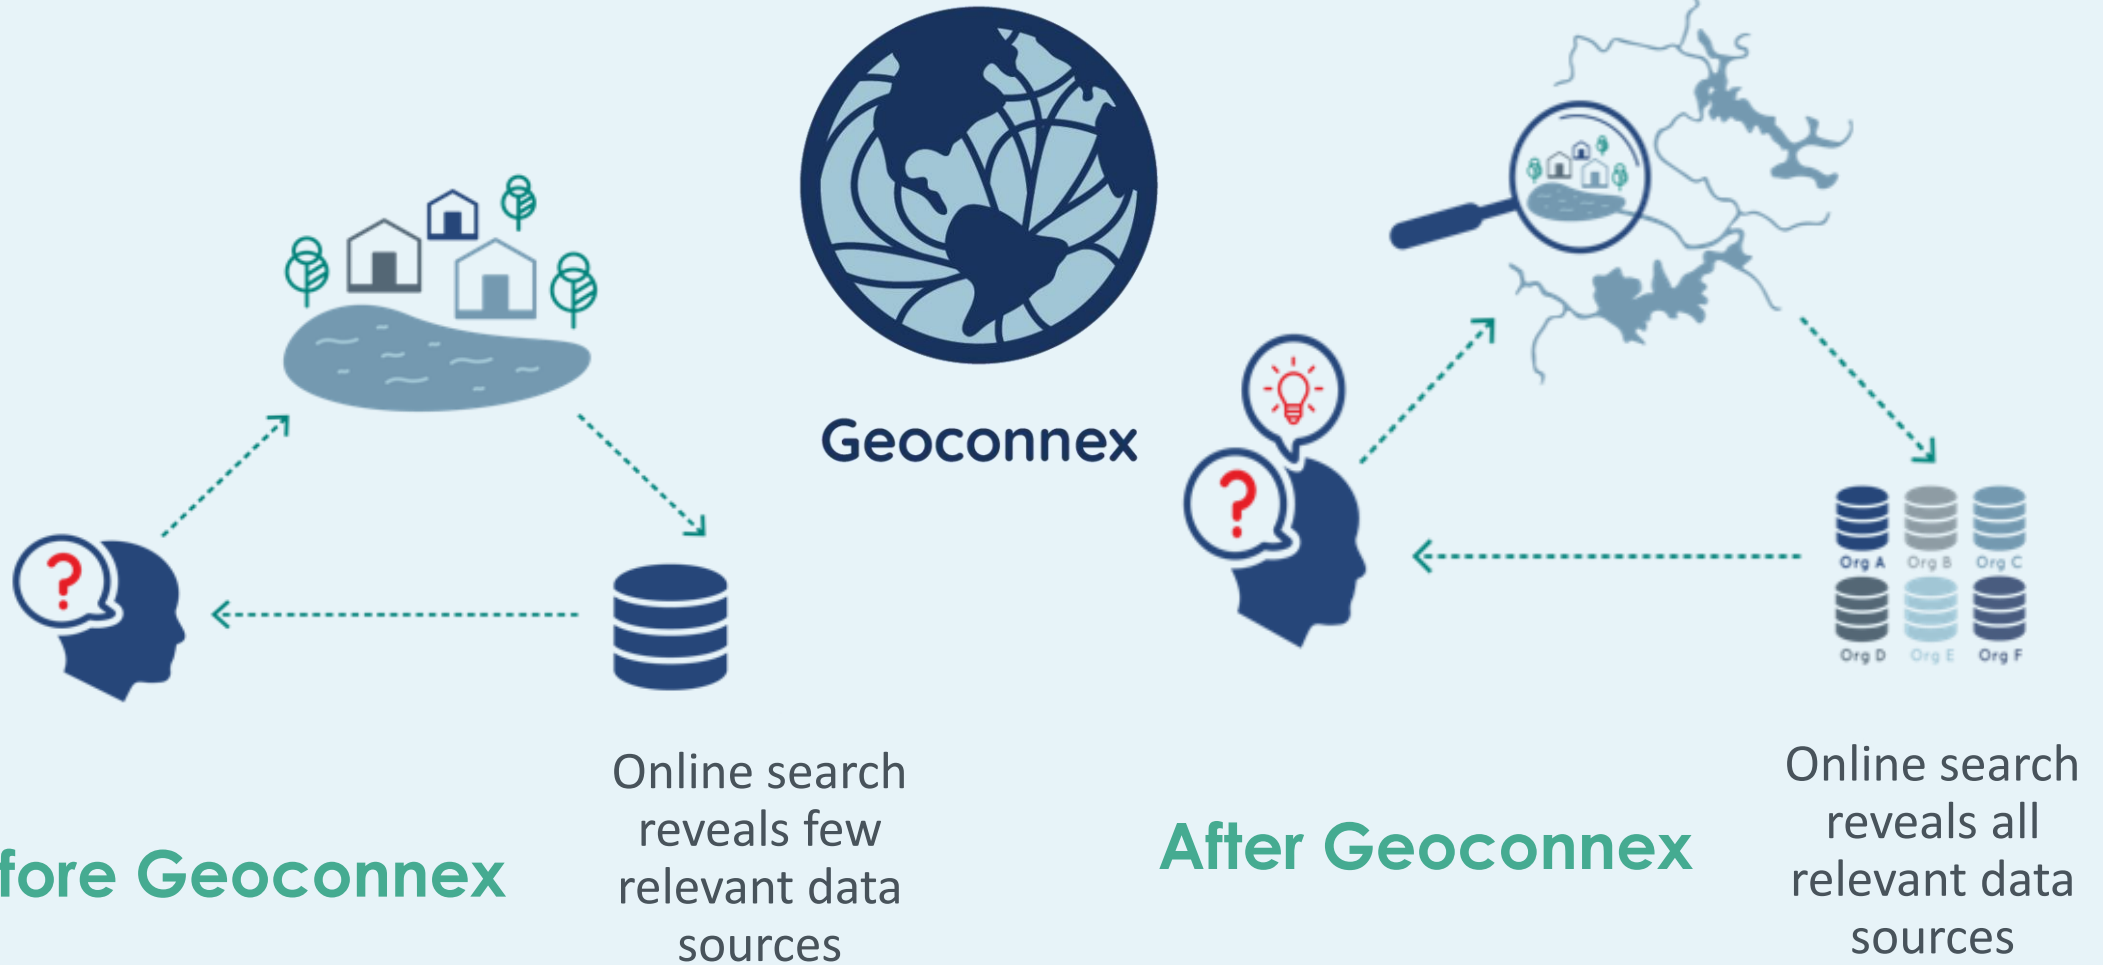 Geoconnex
?
?
Org A Org B Org C
Org D Org E Org F
fore Geoconnex
Online search
reveals few
relevant data
sources
After Geoconnex
Online search
reveals all
relevant data
sources